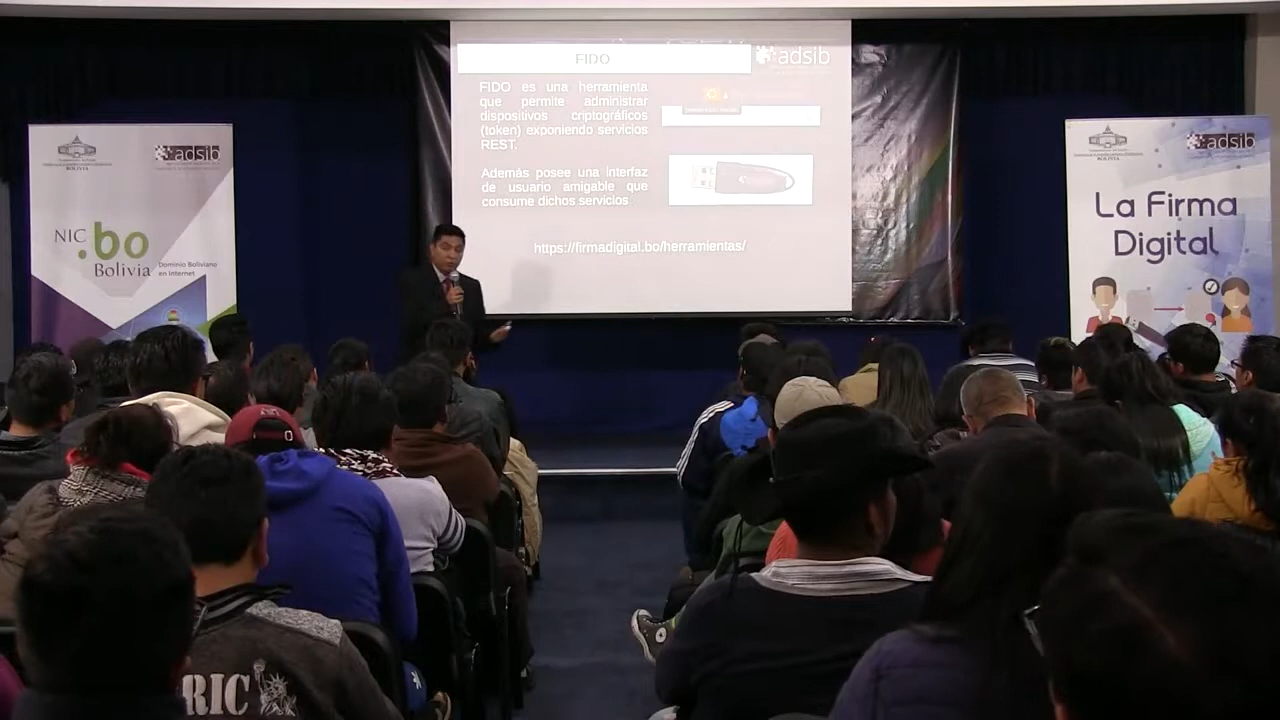 FIDO
adsib
FIDO es una herramienta
que permite administrar
dispositivos criptográficos
(token) exponiendo servicios
REST.
Además posee una interfaz
de usuario amigable que
consume dichos servicios.
https://firmadigital.bo/herramientas/
BOLIVIA
adsib
NIC
.bo
Bolivia
Dominio Boliviano
en Internet
BOLIVIA
adsib
La Firma
Digital
RIC